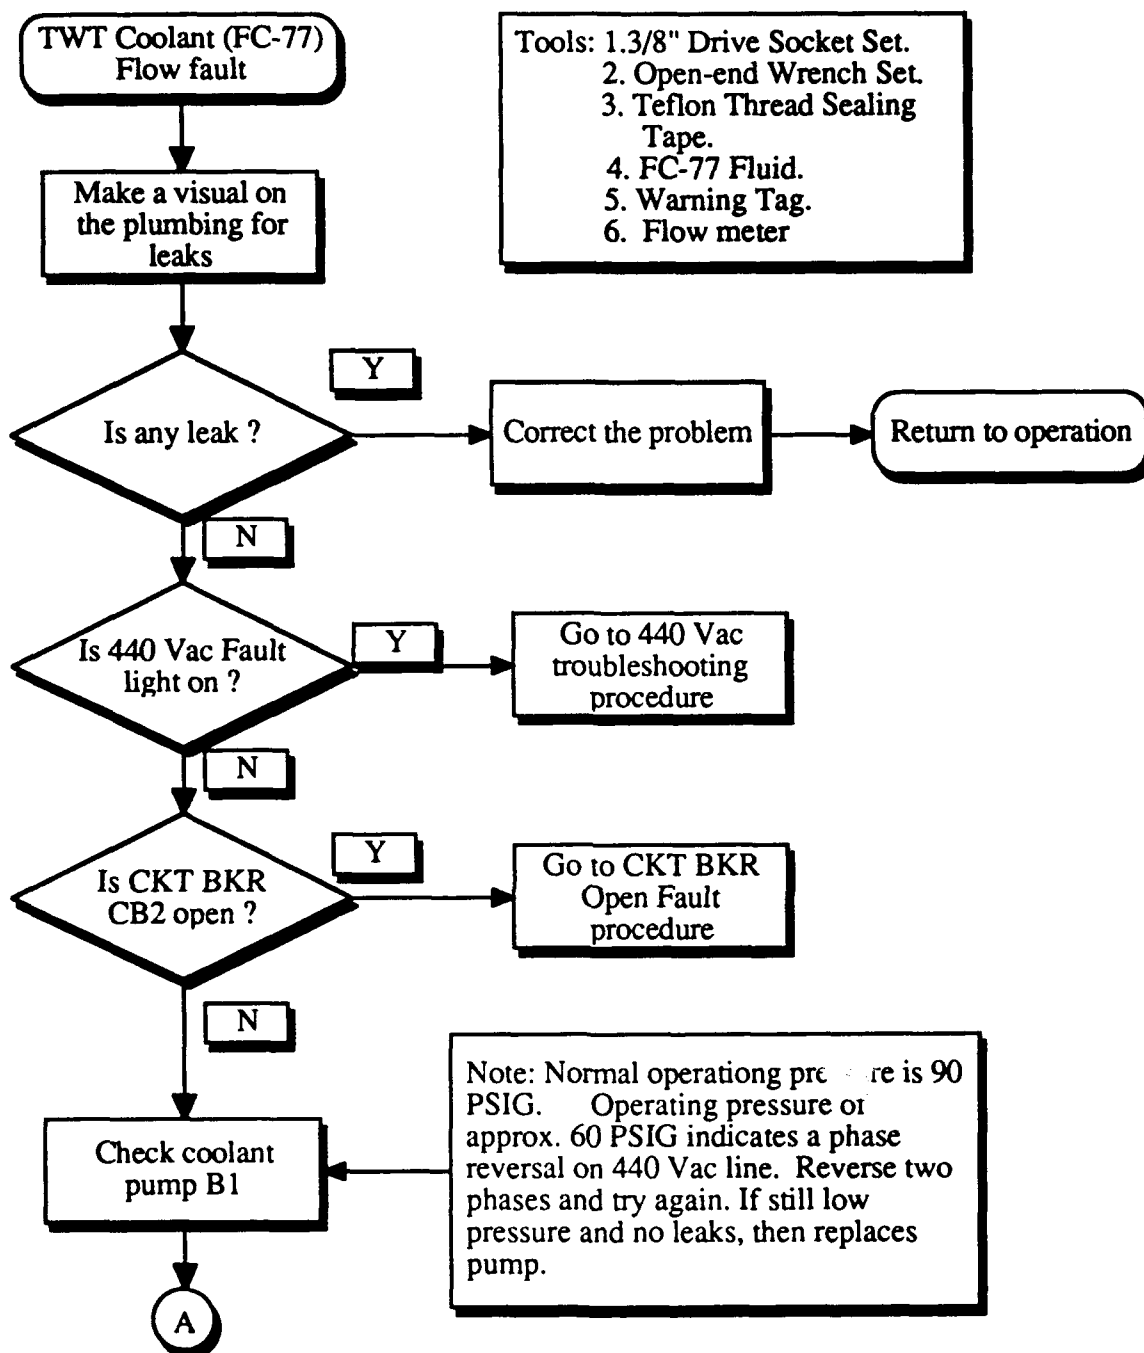 TWT Coolant (FC-77)
Flow fault
Tools: 1.3/8" Drive Socket Set.
2. Open-end Wrench Set.
3. Teflon Thread Sealing
Tape.
4. FC-77 Fluid.
5. Warning Tag.
6. Flow meter
Make a visual on
the plumbing for
leaks
Is any leak ?
Y
Correct the problem
Return to operation
N
Is 440 Vac Fault
light on ?
Y
Go to 440 Vac
troubleshooting
procedure
N
Is CKT BKR
CB2 open ?
Y
Go to CKT BKR
Open Fault
procedure
N
Check coolant
pump B1
Note: Normal operationg is 90
PSIG. Operating pressure of
approx. 60 PSIG indicates a phase
reversal on 440 Vac line. Reverse two
phases and try again. If still low
pressure and no leaks, then replaces
pump.
A